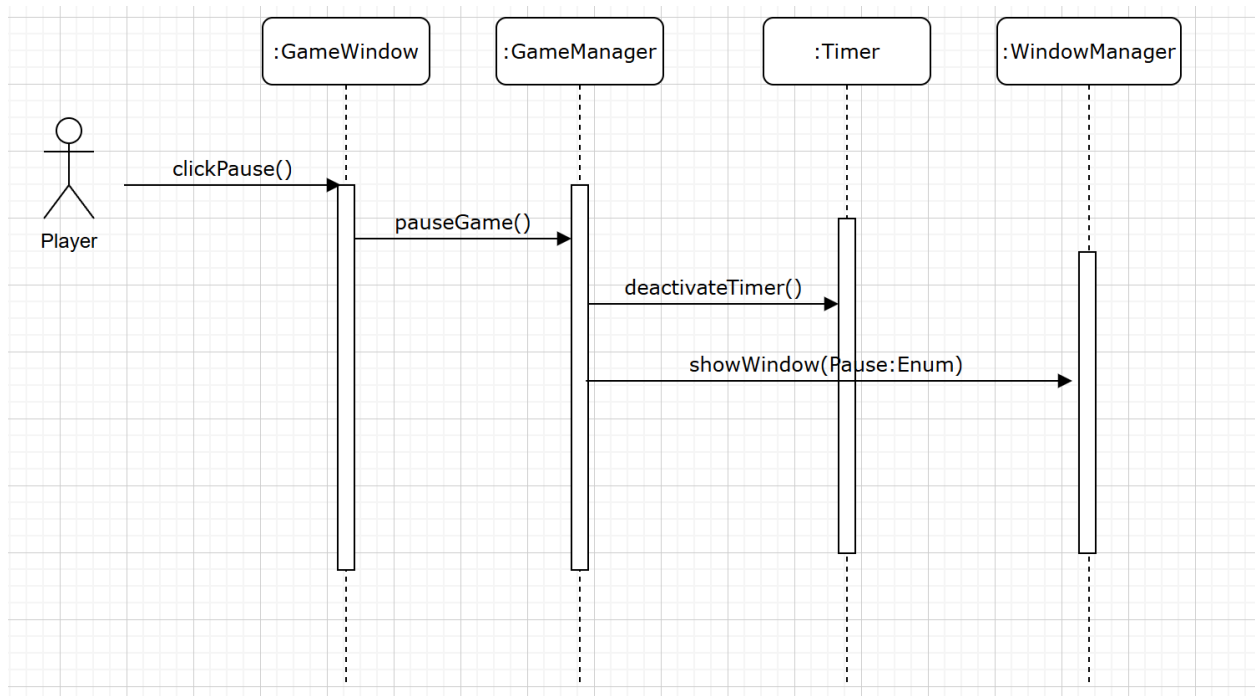 :GameWindow
:GameManager
:Timer
:WindowManager
clickPause()
pauseGame()
Player
deactivateTimer()
showWindow(Pause:Enum)